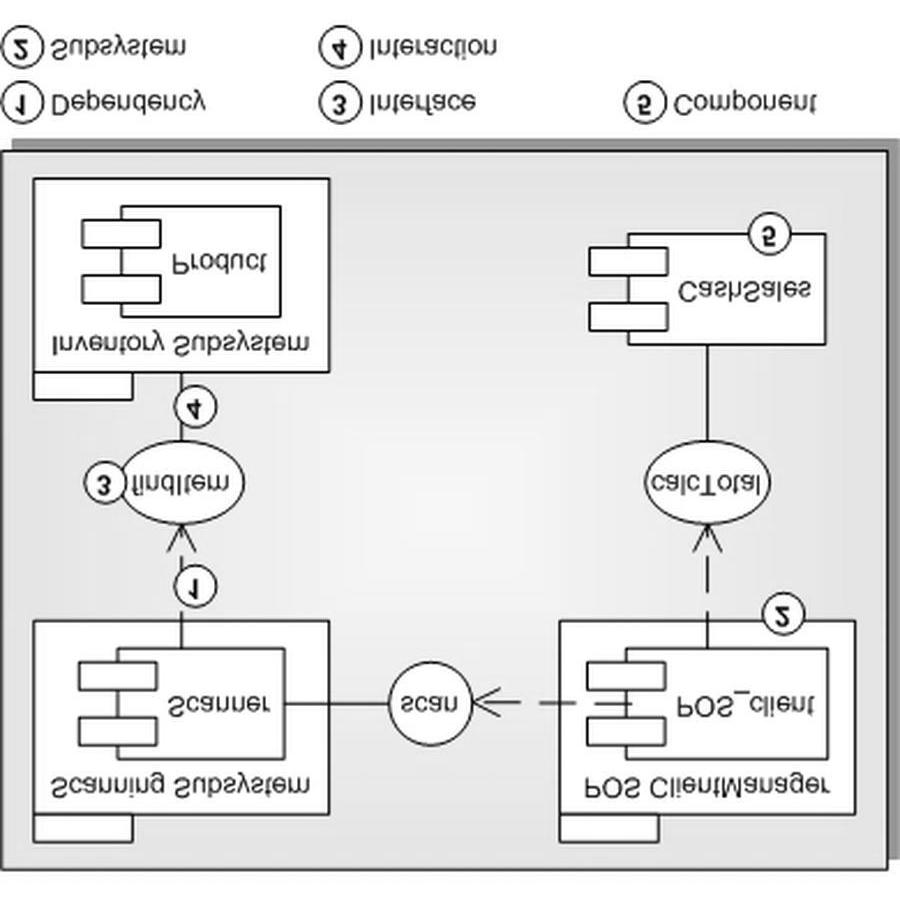 Scanning Subsystem
POS ClientManager
Scanner
scan
POS_client
2
1
3
findItem
calcTotal
4
Inventory Subsystem
Product
CashSales
5
1 Dependency
3 Interface
5 Component
2 Subsystem
4 Interaction